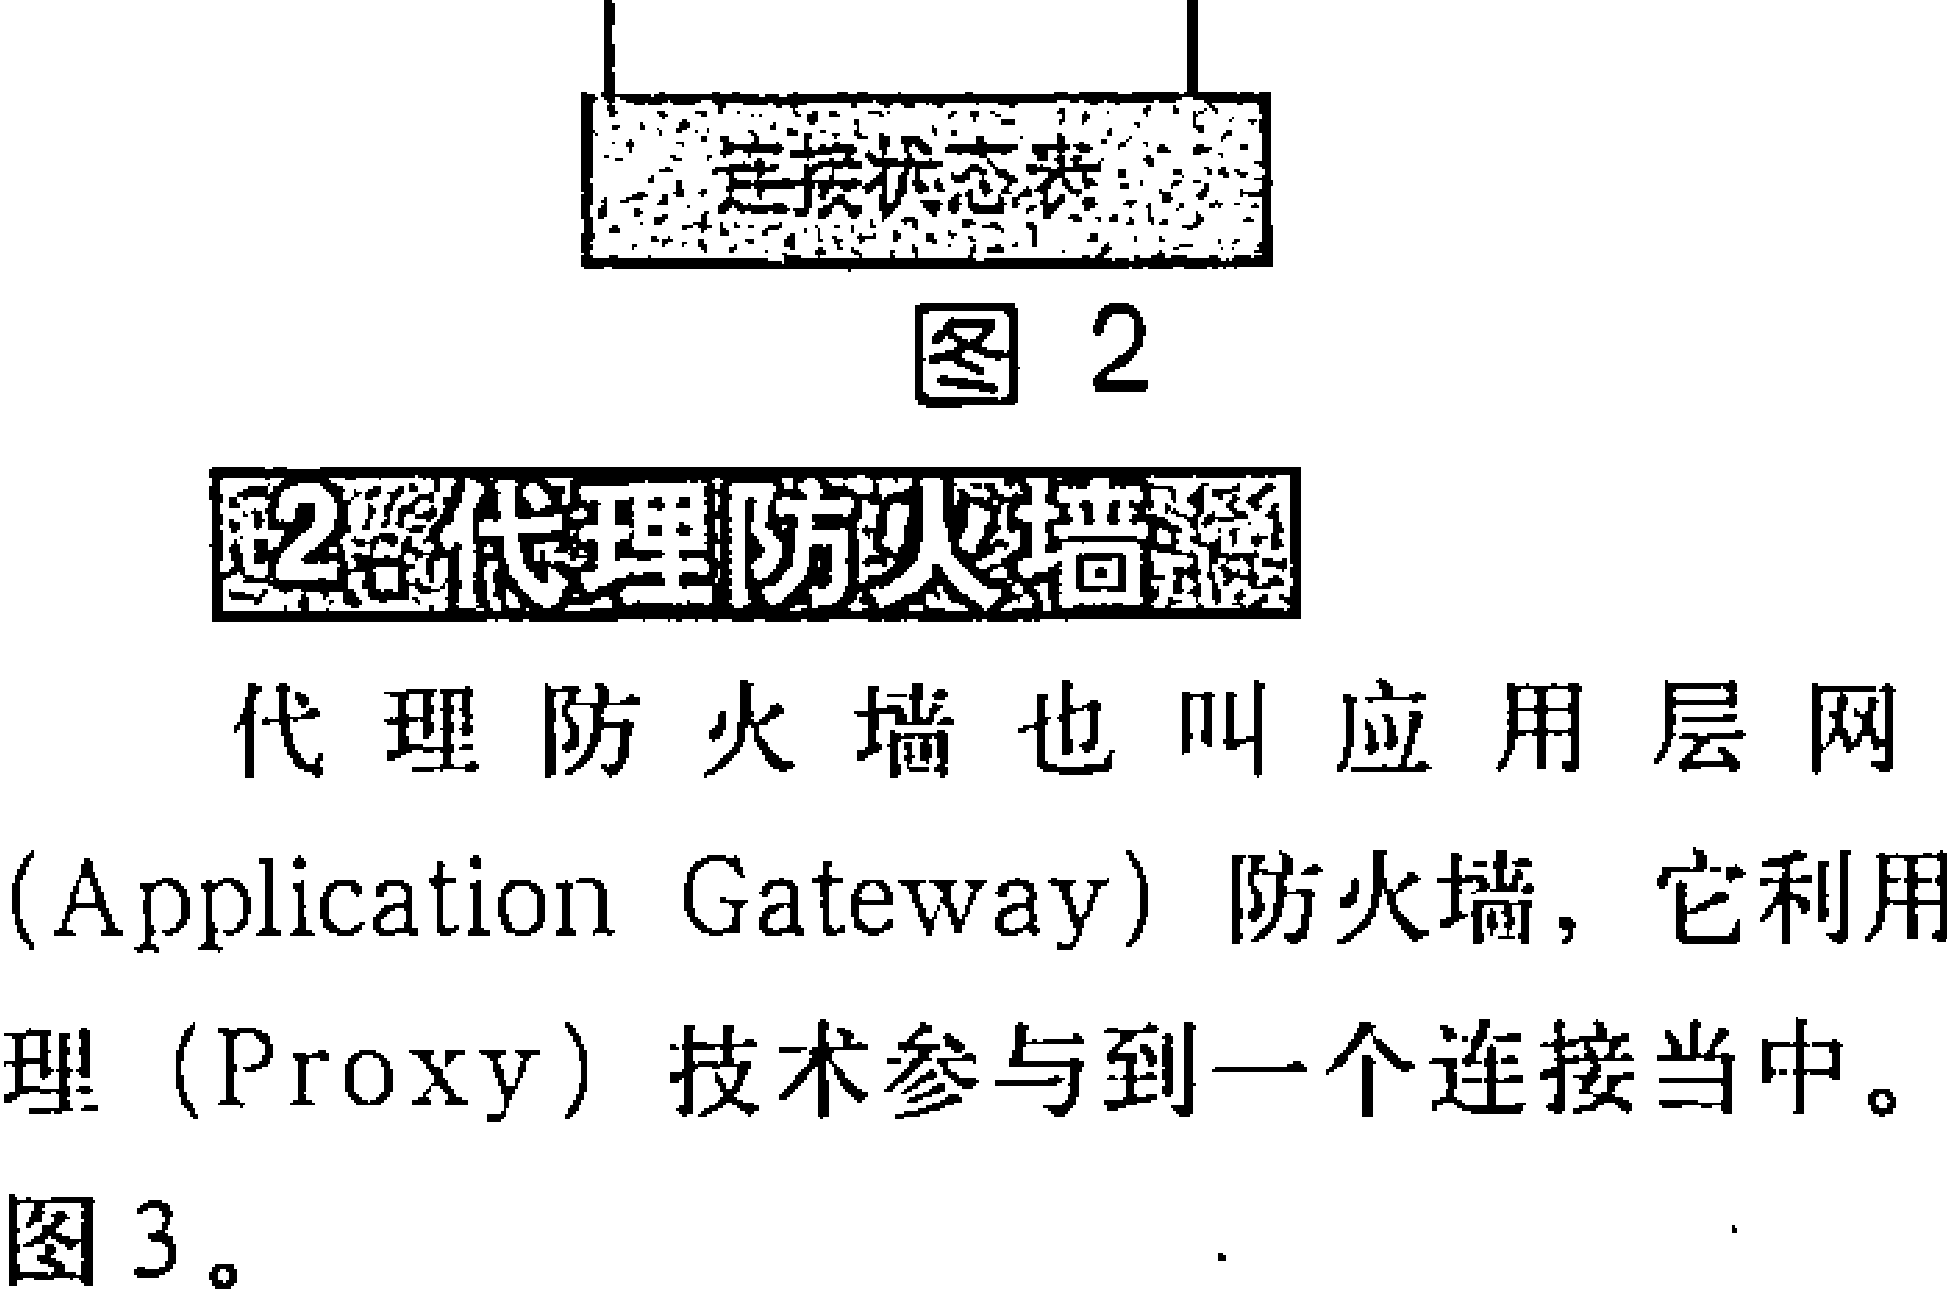 连接状态表
图 2
2.代理防火墙
代理防火墙也叫应用层网
(Application Gateway) 防火墙，它利用
理 (Proxy) 技术参与到一个连接当中。
图 3。